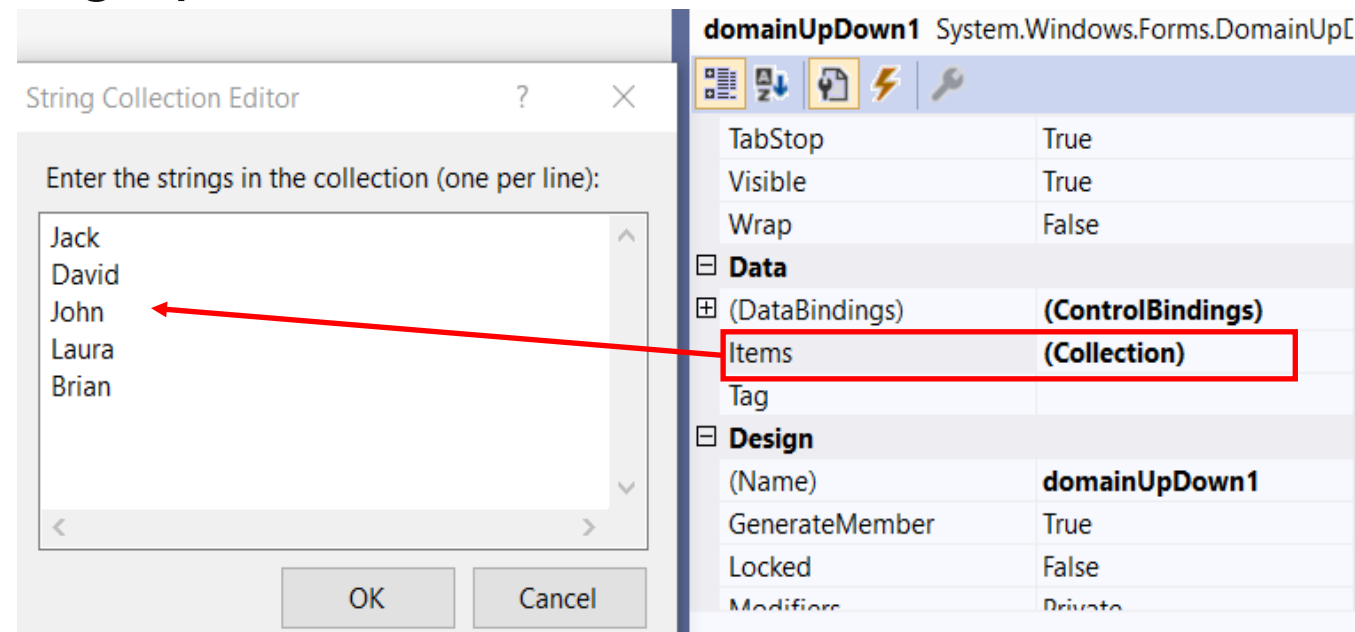 String Collection Editor ? ×
Enter the strings in the collection (one per line):
Jack
David
John
Laura
Brian
OK Cancel
domainUpDown1 System.Windows.Forms.DomainUpD
TabStop True
Visible True
Wrap False
Data
(DataBindings) (ControlBindings)
Items (Collection)
Tag
Design
(Name) domainUpDown1
GenerateMember True
Locked False
Modifiers Private